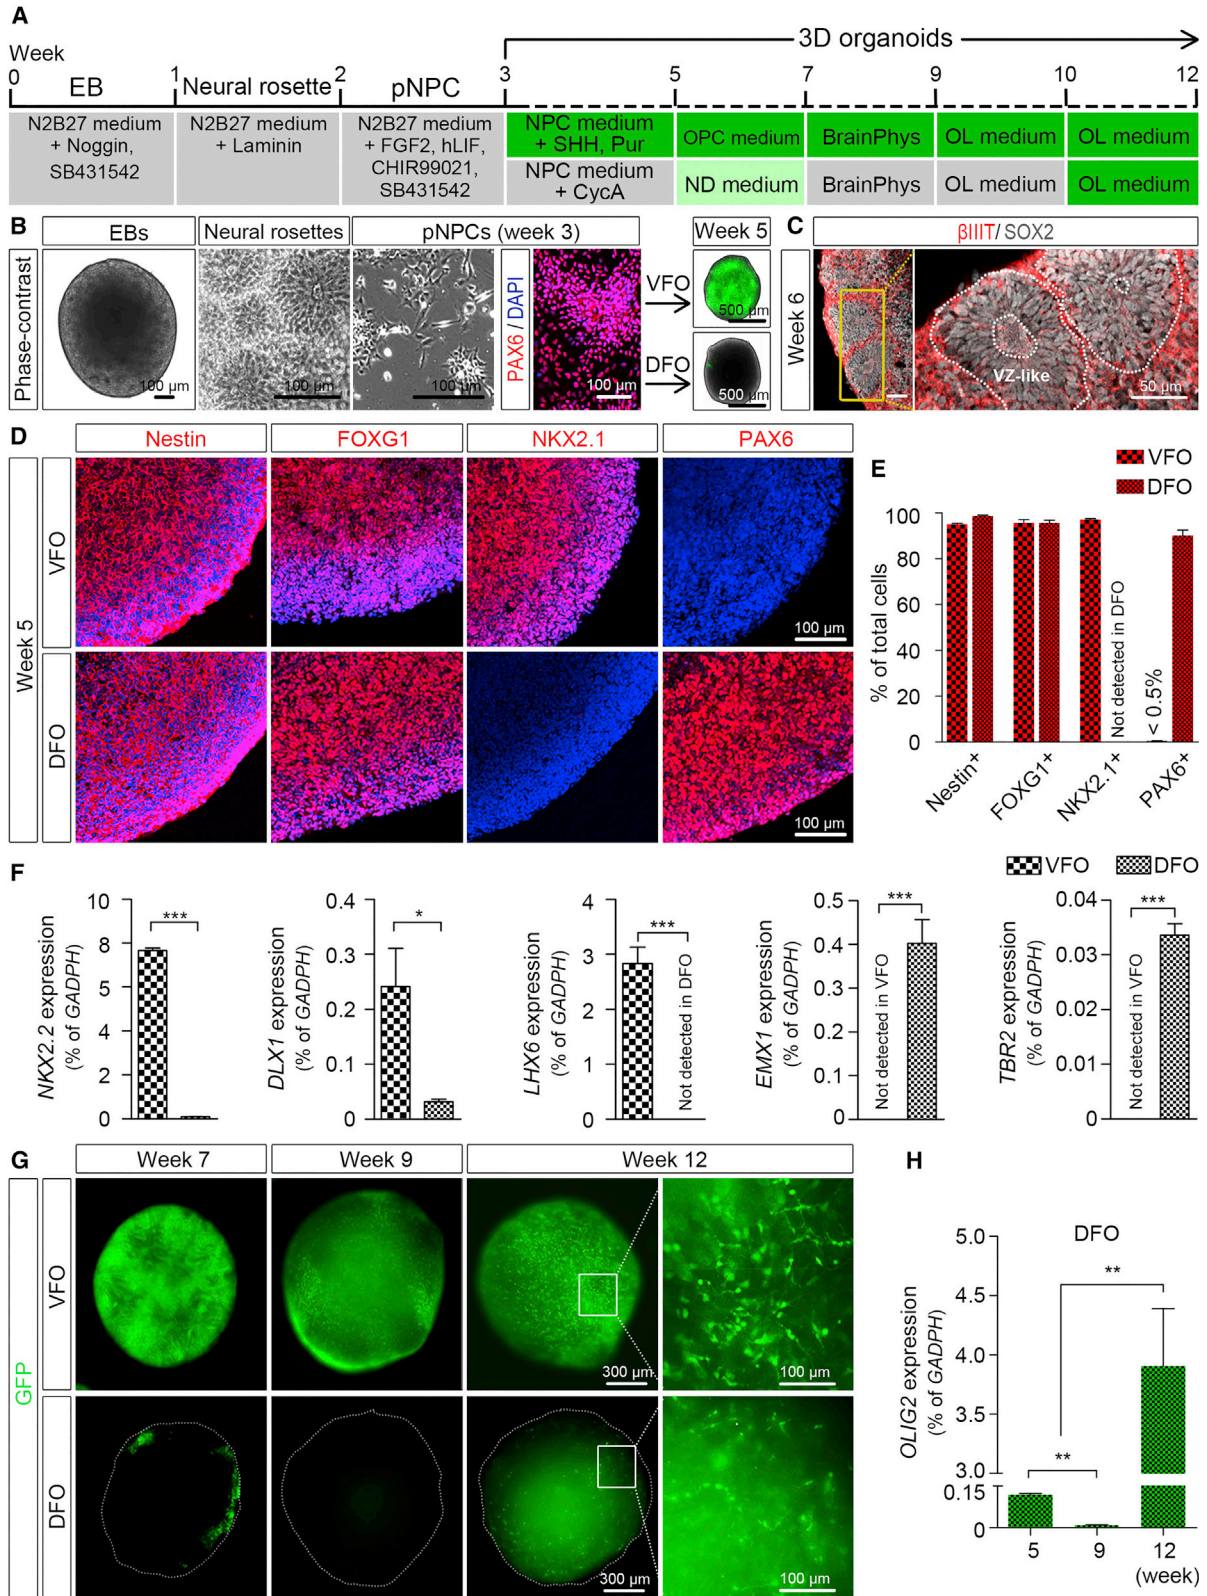 A
Week
3D organoids
0 1 2 3 5 7 9 10 12
EB Neural rosette pNPC
N2B27 medium
+ Noggin,
SB431542
N2B27 medium
+ Laminin
N2B27 medium
+ FGF2, hLIF,
CHIR99021,
SB431542
NPC medium
+ SHH, Pur
OPC medium
BrainPhys
OL medium
OL medium
NPC medium
+ CycA
ND medium
BrainPhys
OL medium
OL medium
B
EBs
Neural rosettes
pNPCs (week 3)
Week 5
Phase-contrast
100 µm
100 µm
100 µm
PAX6 / DAPI
100 µm
VFO
DFO
500 µm
500 µm
C
βIIIT/ SOX2
Week 6
VZ-like
50 µm
D
Nestin
FOXG1
NKX2.1
PAX6
Week 5
VFO
DFO
100 µm
100 µm
E
VFO
DFO
% of total cells
100
80
60
40
20
0
Not detected in DFO
< 0.5%
Nestin+
FOXG1+
NKX2.1+
PAX6+
F
VFO
DFO
NKX2.2 expression
(% of GADPH)
10
8
6
4
2
0
***
DLX1 expression
(% of GADPH)
0.4
0.3
0.2
0.1
0
*
LHX6 expression
(% of GADPH)
4
3
2
1
0
***
Not detected in DFO
EMX1 expression
(% of GADPH)
0.5
0.4
0.3
0.2
0.1
0
***
Not detected in VFO
TBR2 expression
(% of GADPH)
0.04
0.03
0.02
0.01
0
***
Not detected in VFO
G
Week 7
Week 9
Week 12
GFP
VFO
DFO
300 µm
100 µm
300 µm
100 µm
H
DFO
OLIG2 expression
(% of GADPH)
5.0
4.5
4.0
3.5
3.0
0.15
0
**
**
5 9 12
(week)